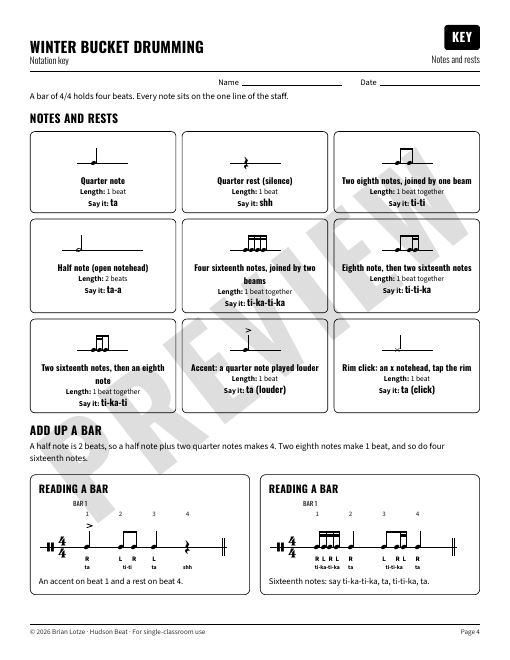 KEY
WINTER BUCKET DRUMMING
Notation key
Notes and rests
Name
Date
A bar of 4/4 holds four beats. Every note sits on the one line of the staff.
NOTES AND RESTS
Quarter note
Length: 1 beat
Say it: ta
Quarter rest (silence)
Length: 1 beat
Say it: shh
Two eighth notes, joined by one beam
Length: 1 beat together
Say it: ti-ti
Half note (open notehead)
Length: 2 beats
Say it: ta-a
Four sixteenth notes, joined by two
beams
Length: 1 beat together
Say it: ti-ka-ti-ka
Eighth note, then two sixteenth notes
Length: 1 beat together
Say it: ti-ti-ka
Two sixteenth notes, then an eighth
note
Length: 1 beat together
Say it: ti-ka-ti
Accent: a quarter note played louder
Length: 1 beat
Say it: ta (louder)
Rim click: an x notehead, tap the rim
Length: 1 beat
Say it: ta (click)
PREVIEW
ADD UP A BAR
A half note is 2 beats, so a half note plus two quarter notes makes 4. Two eighth notes make 1 beat, and so do four
sixteenth notes.
READING A BAR
BAR 1
1 2 3 4
4
4
R L R L
ta ti-ti ta shh
An accent on beat 1 and a rest on beat 4.
READING A BAR
BAR 1
1 2 3 4
4
4
R L R L R L R L R
ti-ka-ti-ka ta ti-ti-ka ta
Sixteenth notes: say ti-ka-ti-ka, ta, ti-ti-ka, ta.
© 2026 Brian Lotze · Hudson Beat · For single-classroom use
Page 4